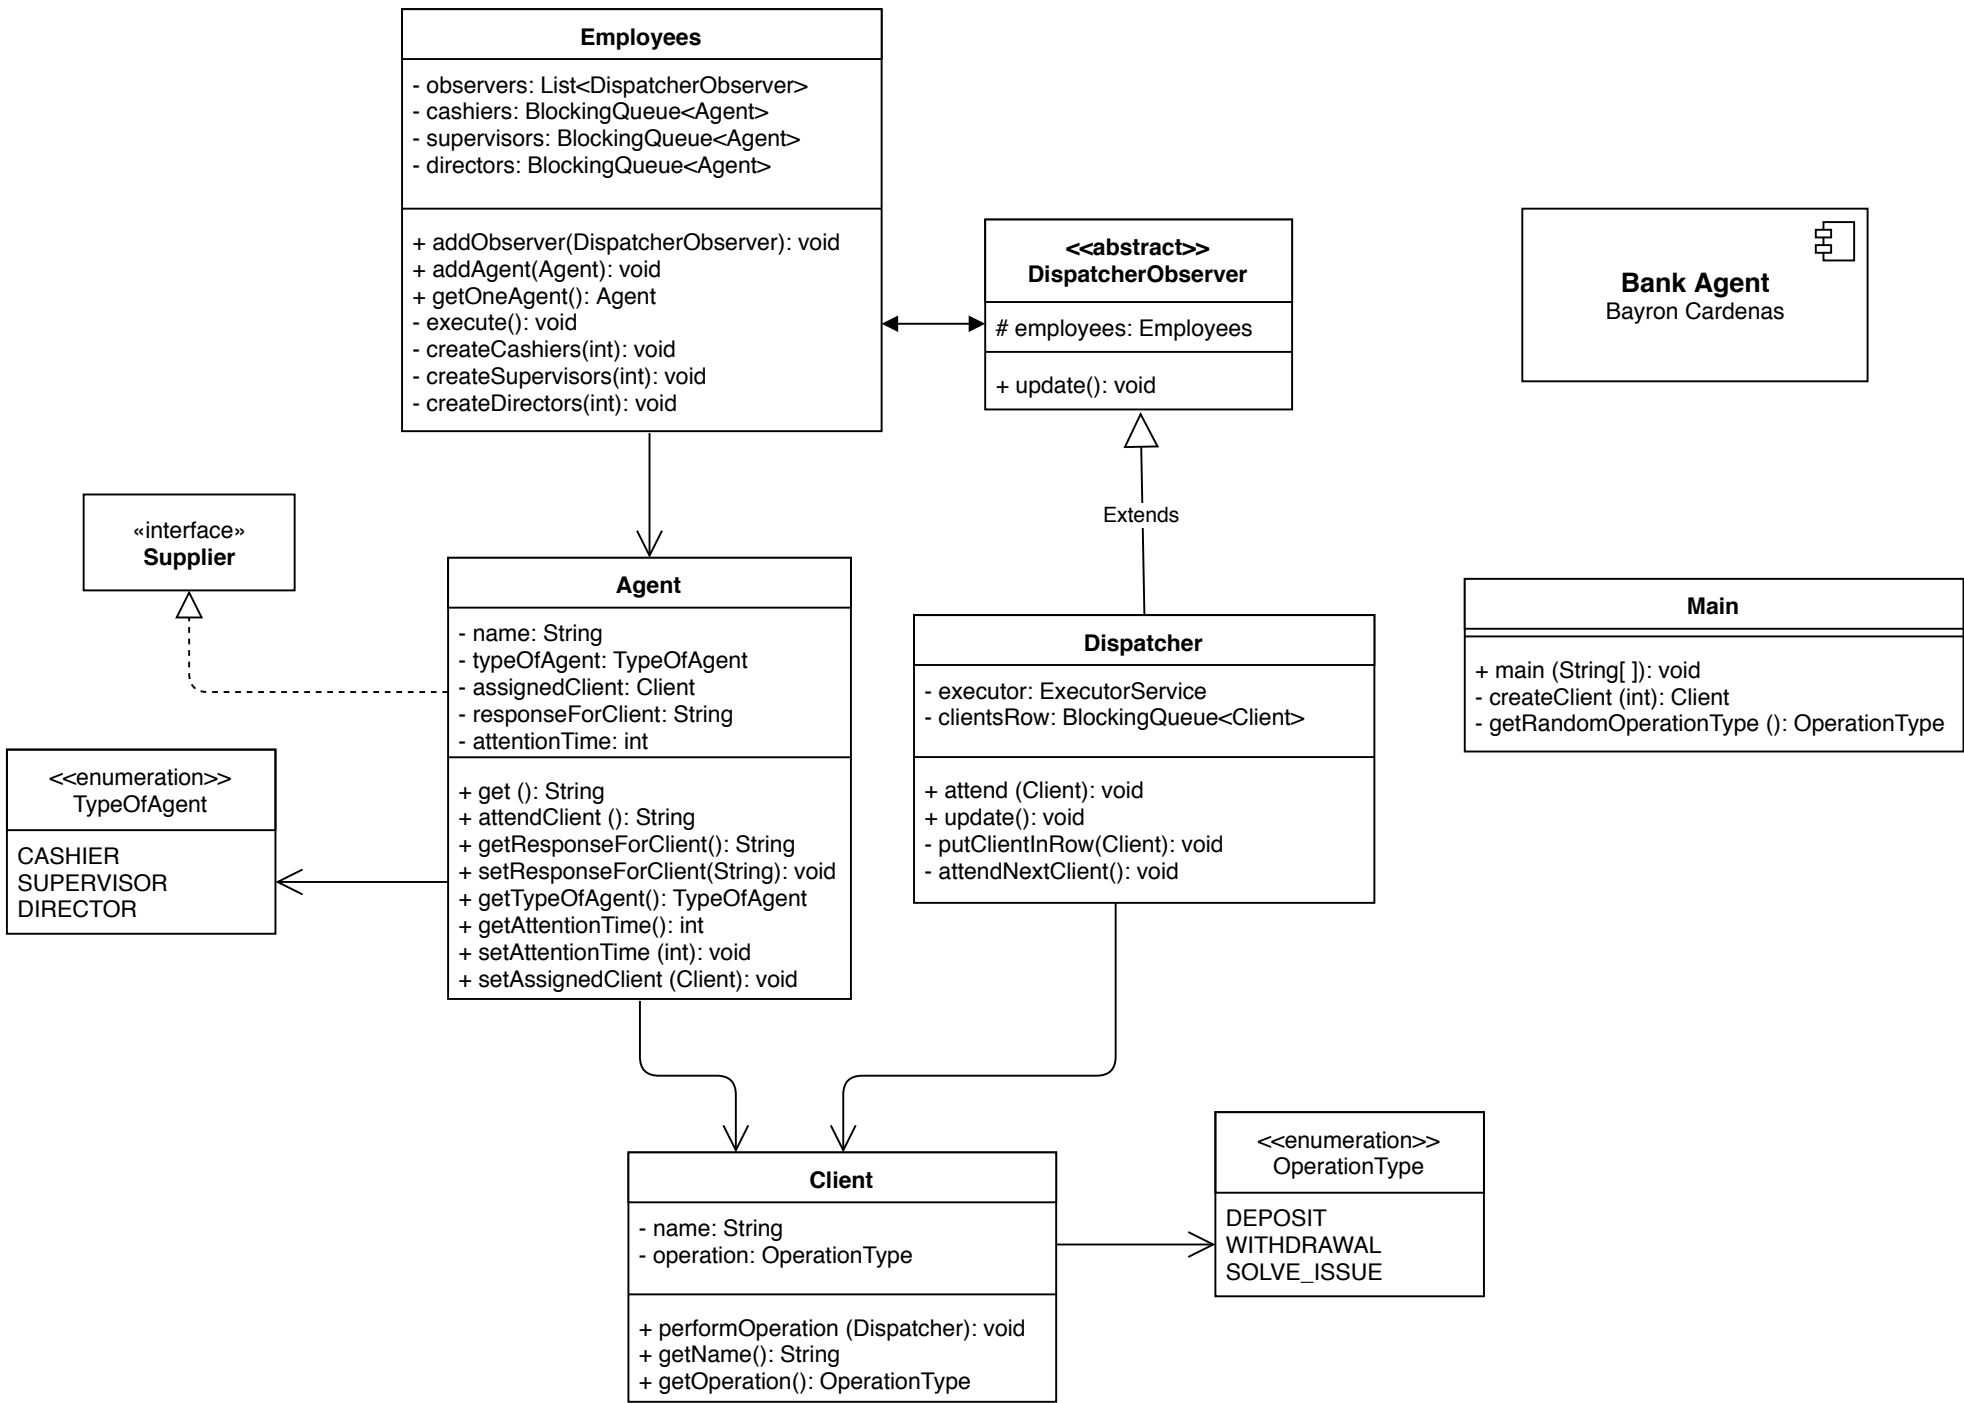 Employees
- observers: List<DispatcherObserver>
- cashiers: BlockingQueue<Agent>
- supervisors: BlockingQueue<Agent>
- directors: BlockingQueue<Agent>
+ addObserver(DispatcherObserver): void
+ addAgent(Agent): void
+ getOneAgent(): Agent
- execute(): void
- createCashiers(int): void
- createSupervisors(int): void
- createDirectors(int): void
<<abstract>>
DispatcherObserver
# employees: Employees
+ update(): void
Bank Agent
Bayron Cardenas
Extends
«interface»
Supplier
Agent
- name: String
- typeOfAgent: TypeOfAgent
- assignedClient: Client
- responseForClient: String
- attentionTime: int
+ get (): String
+ attendClient (): String
+ getResponseForClient(): String
+ setResponseForClient(String): void
+ getTypeOfAgent(): TypeOfAgent
+ getAttentionTime(): int
+ setAttentionTime (int): void
+ setAssignedClient (Client): void
Dispatcher
- executor: ExecutorService
- clientsRow: BlockingQueue<Client>
+ attend (Client): void
+ update(): void
- putClientInRow(Client): void
- attendNextClient(): void
Main
+ main (String[ ]): void
- createClient (int): Client
- getRandomOperationType (): OperationType
<<enumeration>>
TypeOfAgent
CASHIER
SUPERVISOR
DIRECTOR
Client
- name: String
- operation: OperationType
+ performOperation (Dispatcher): void
+ getName(): String
+ getOperation(): OperationType
<<enumeration>>
OperationType
DEPOSIT
WITHDRAWAL
SOLVE_ISSUE